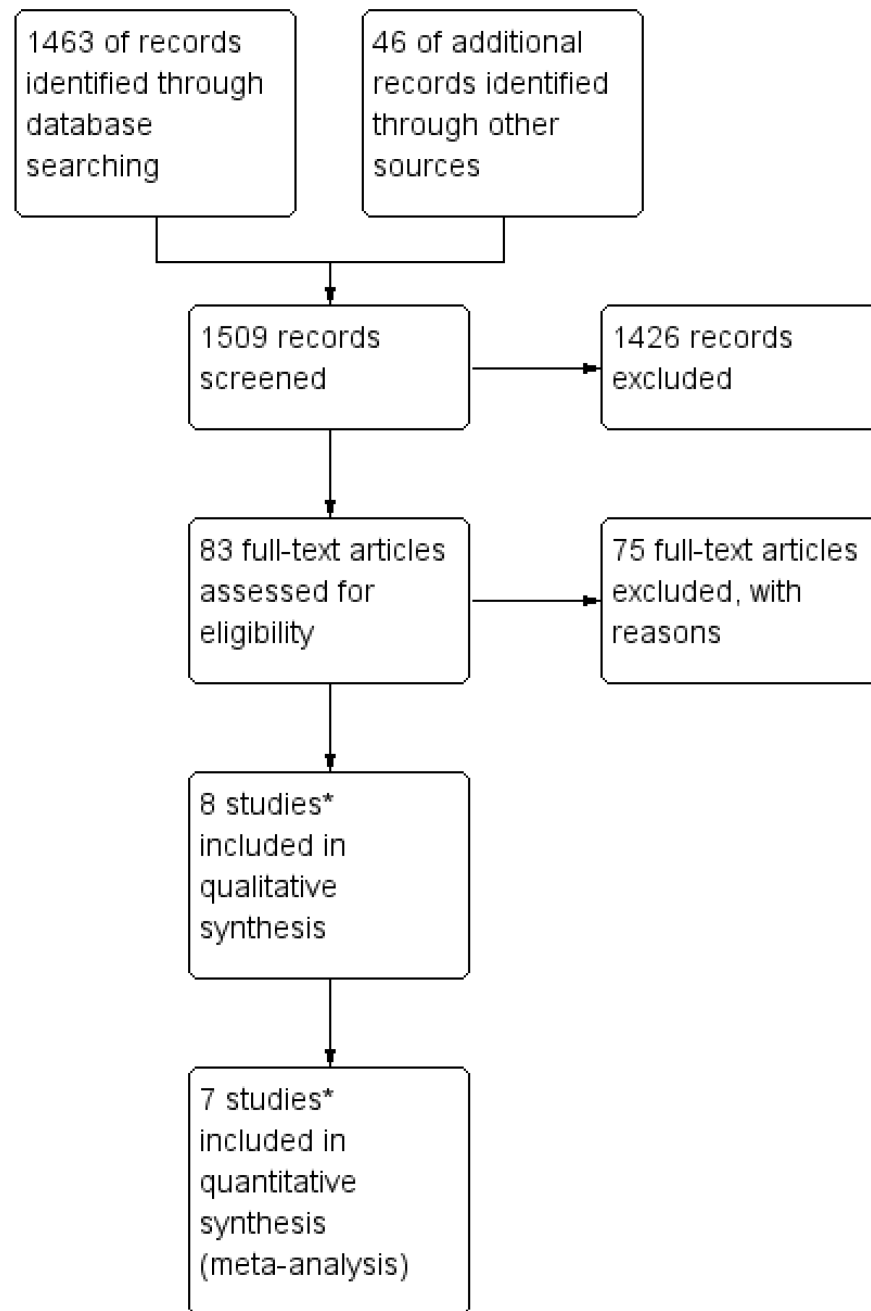 1463 of records
identified through
database
searching
46 of additional
records identified
through other
sources
1509 records
screened
1426 records
excluded
83 full-text articles
assessed for
eligibility
75 full-text articles
excluded, with
reasons
8 studies*
included in
qualitative
synthesis
7 studies*
included in
quantitative
synthesis
(meta-analysis)